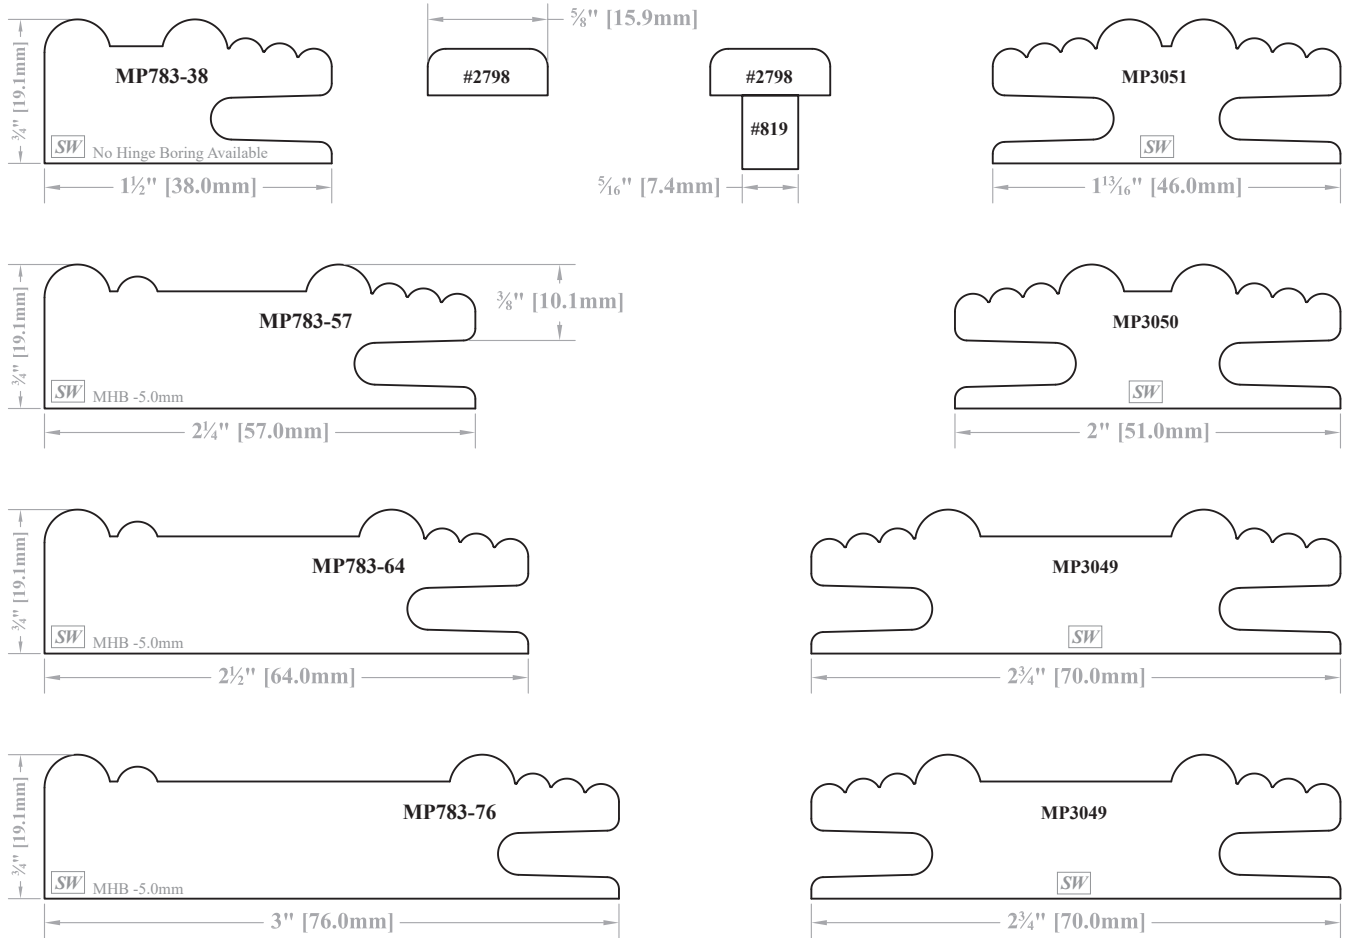 ⅝" [15.9mm]
¾" [19.1mm]
MP783-38
#2798
#2798
MP3051
#819
SW No Hinge Boring Available
SW
1½" [38.0mm]
5⁄16" [7.4mm]
1 13⁄16" [46.0mm]
¾" [19.1mm]
MP783-57
⅜" [10.1mm]
MP3050
SW MHB -5.0mm
SW
2¼" [57.0mm]
2" [51.0mm]
¾" [19.1mm]
MP783-64
MP3049
SW MHB -5.0mm
SW
2½" [64.0mm]
2¾" [70.0mm]
¾" [19.1mm]
MP783-76
MP3049
SW MHB -5.0mm
SW
3" [76.0mm]
2¾" [70.0mm]